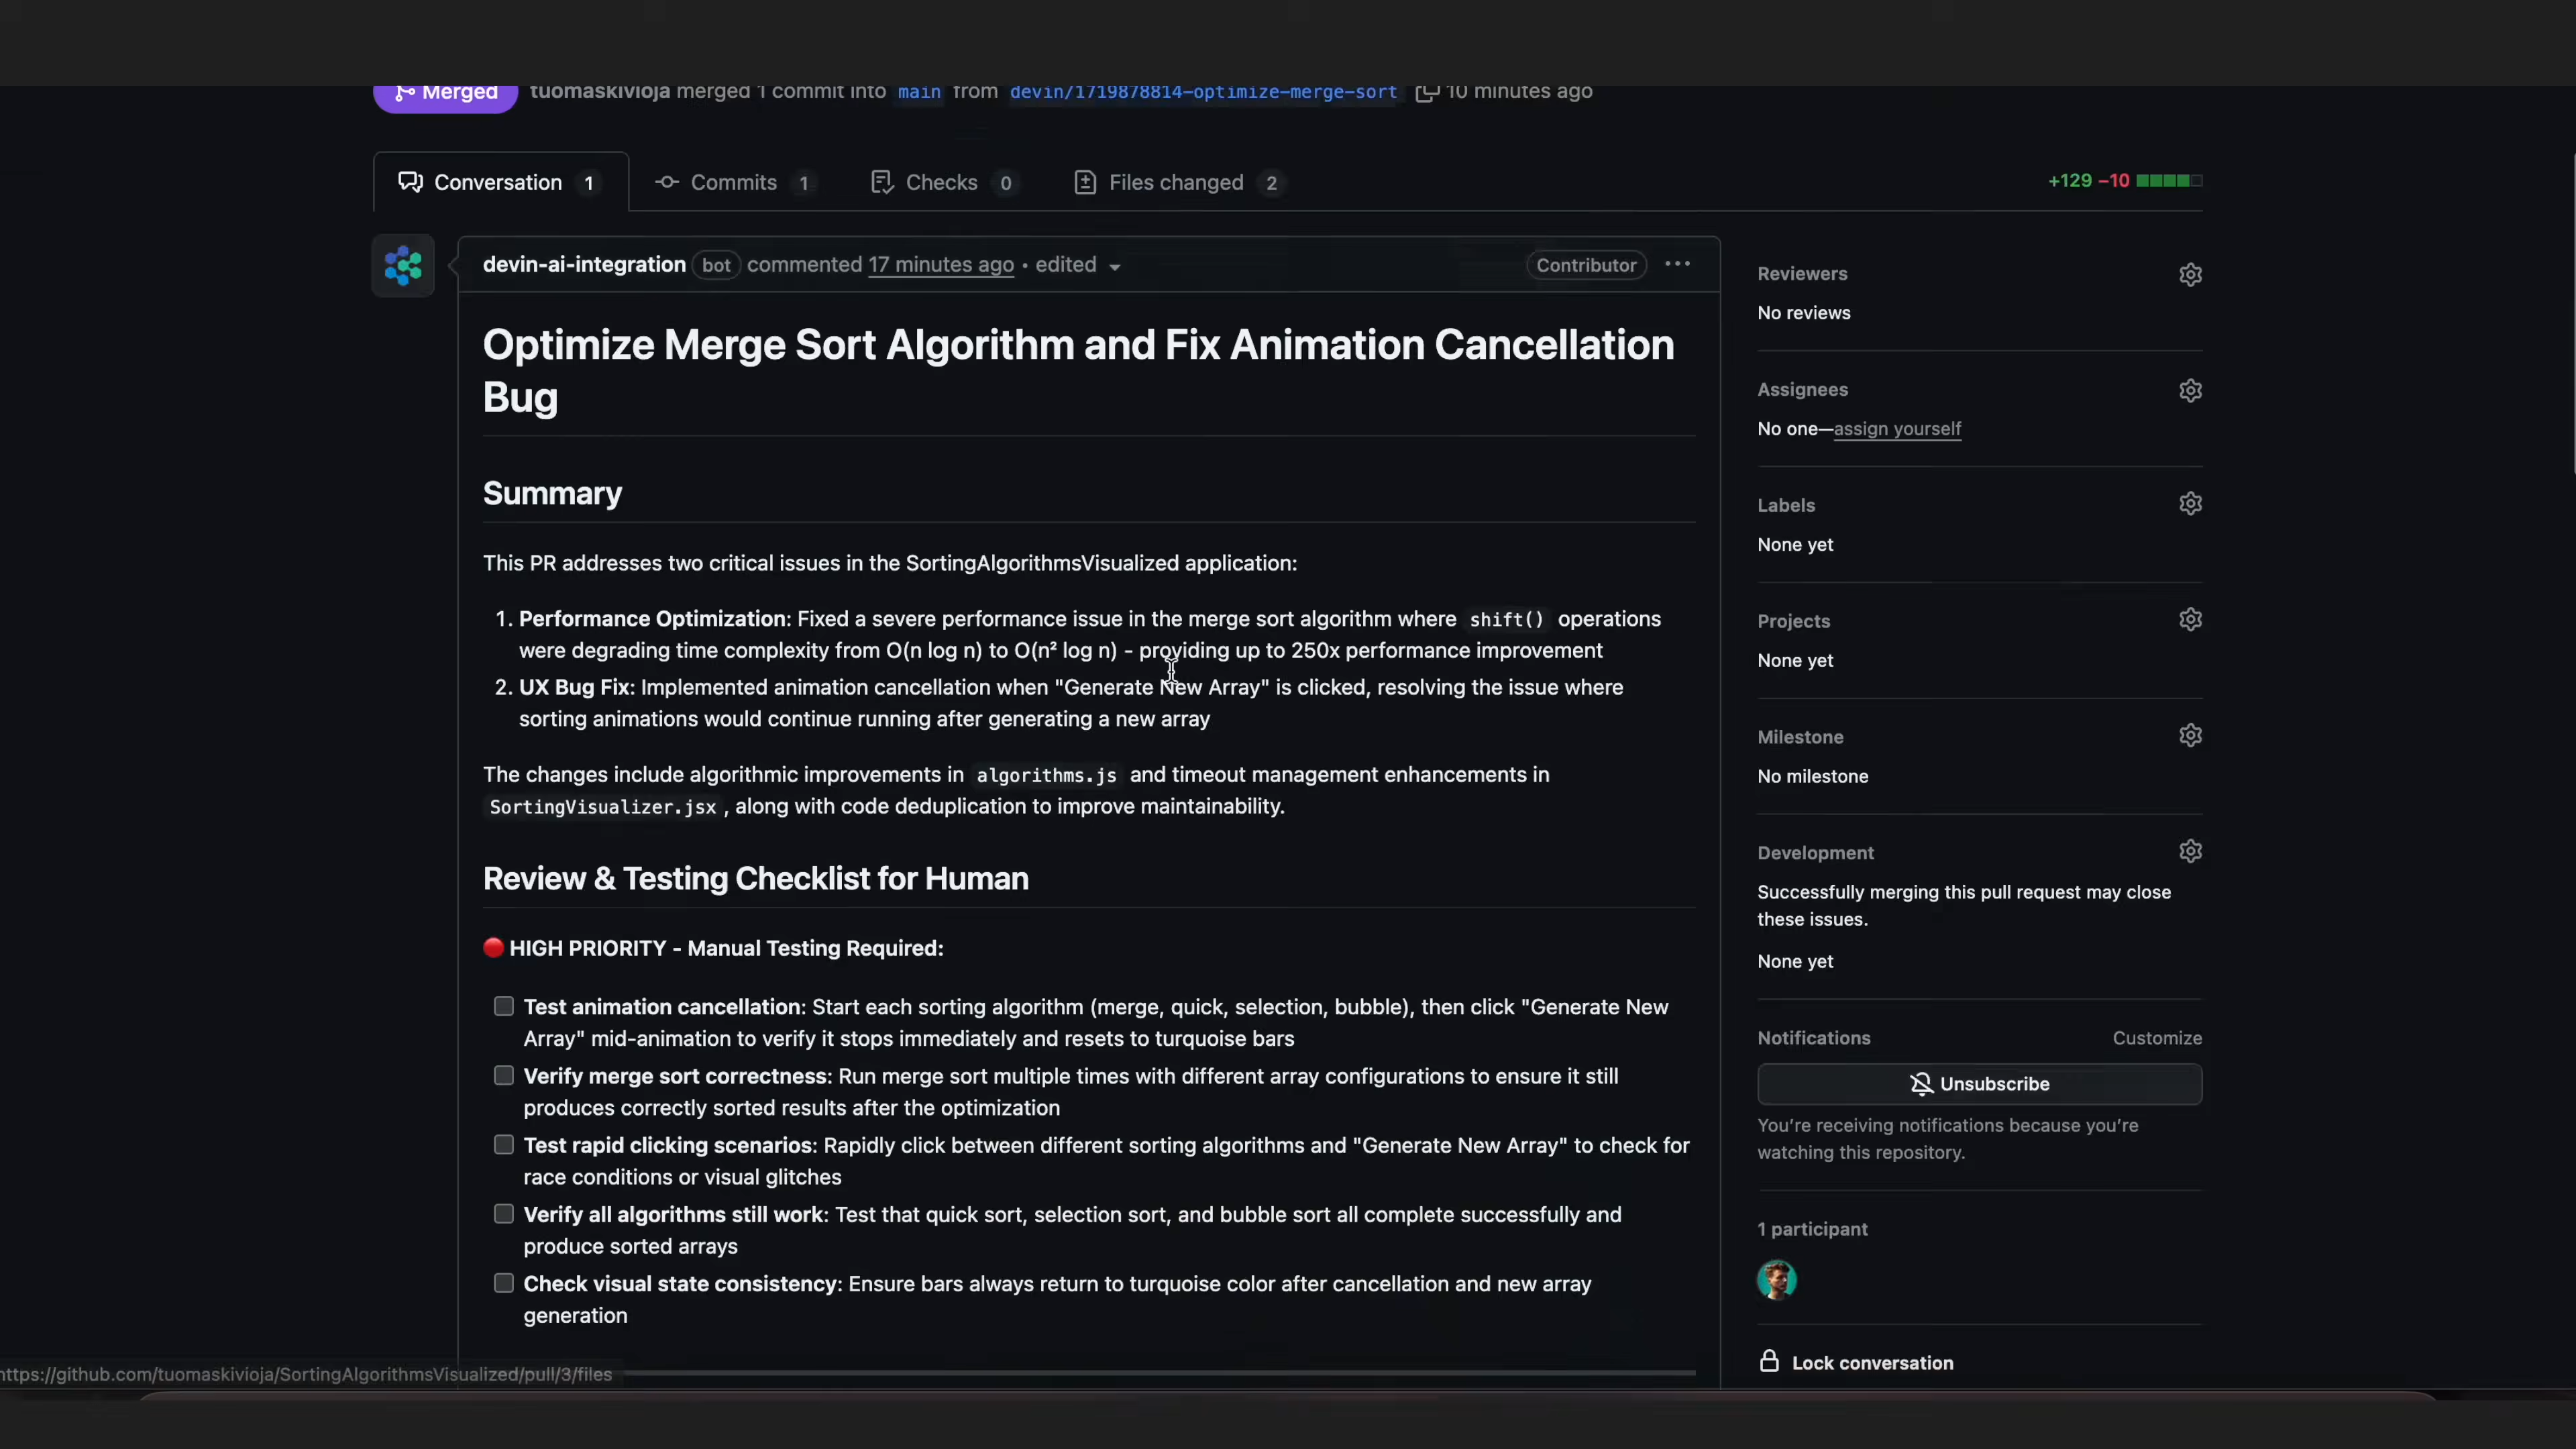 Merged tuomaskivioja merged 1 commit into main from devin/1719878814-optimize-merge-sort 10 minutes ago
Conversation 1 Commits 1 Checks 0 Files changed 2 +129 −10
devin-ai-integration bot commented 17 minutes ago • edited Contributor
Optimize Merge Sort Algorithm and Fix Animation Cancellation
Bug
Summary
This PR addresses two critical issues in the SortingAlgorithmsVisualized application:
1. Performance Optimization: Fixed a severe performance issue in the merge sort algorithm where shift() operations
were degrading time complexity from O(n log n) to O(n² log n) - providing up to 250x performance improvement
2. UX Bug Fix: Implemented animation cancellation when "Generate New Array" is clicked, resolving the issue where
sorting animations would continue running after generating a new array
The changes include algorithmic improvements in algorithms.js and timeout management enhancements in
SortingVisualizer.jsx , along with code deduplication to improve maintainability.
Review & Testing Checklist for Human
HIGH PRIORITY - Manual Testing Required:
Test animation cancellation: Start each sorting algorithm (merge, quick, selection, bubble), then click "Generate New
Array" mid-animation to verify it stops immediately and resets to turquoise bars
Verify merge sort correctness: Run merge sort multiple times with different array configurations to ensure it still
produces correctly sorted results after the optimization
Test rapid clicking scenarios: Rapidly click between different sorting algorithms and "Generate New Array" to check for
race conditions or visual glitches
Verify all algorithms still work: Test that quick sort, selection sort, and bubble sort all complete successfully and
produce sorted arrays
Check visual state consistency: Ensure bars always return to turquoise color after cancellation and new array
generation
Reviewers
No reviews
Assignees
No one—assign yourself
Labels
None yet
Projects
None yet
Milestone
No milestone
Development
Successfully merging this pull request may close
these issues.
None yet
Notifications Customize
Unsubscribe
You're receiving notifications because you're
watching this repository.
1 participant
Lock conversation
https://github.com/tuomaskivioja/SortingAlgorithmsVisualized/pull/3/files